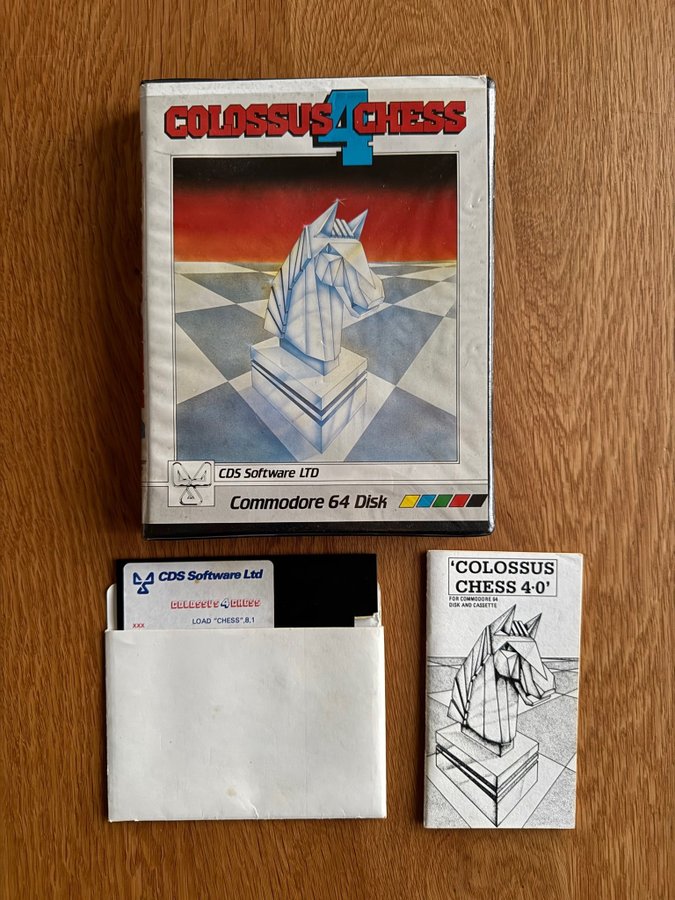 COLOSSUS 4 CHESS
CDS Software LTD
Commodore 64 Disk
CDS Software Ltd
COLOSSUS 4 CHESS
XXX
LOAD "CHESS",8,1
'COLOSSUS
CHESS 4·0'
FOR COMMODORE 64
DISK AND CASSETTE